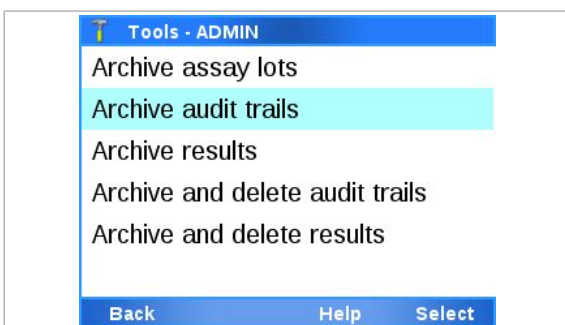 Tools - ADMIN
Archive assay lots
Archive audit trails
Archive results
Archive and delete audit trails
Archive and delete results
Back Help Select